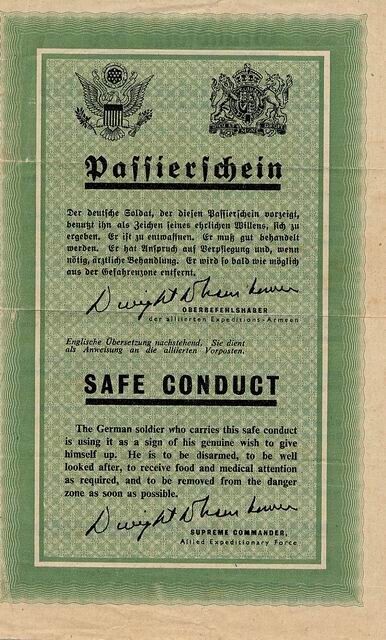 Passierschein
Der deutsche Soldat, der diesen Passierschein vorzeigt,
benutzt ihn als Zeichen seines ehrlichen Willens, sich zu
ergeben. Er ist zu entwaffnen. Er muß gut behandelt
werden. Er hat Anspruch auf Verpflegung und, wenn
nötig, ärztliche Behandlung. Er wird so bald wie möglich
aus der Gefahrenzone entfernt.
Dwight D Eisenhower
OBERBEFEHLSHABER
der alliierten Expeditions-Armeen
Englische Übersetzung nachstehend. Sie dient
als Anweisung an die alliierten Vorposten.
SAFE CONDUCT
The German soldier who carries this safe conduct
is using it as a sign of his genuine wish to give
himself up. He is to be disarmed, to be well
looked after, to receive food and medical attention
as required, and to be removed from the danger
zone as soon as possible.
Dwight D Eisenhower
SUPREME COMMANDER,
Allied Expeditionary Force